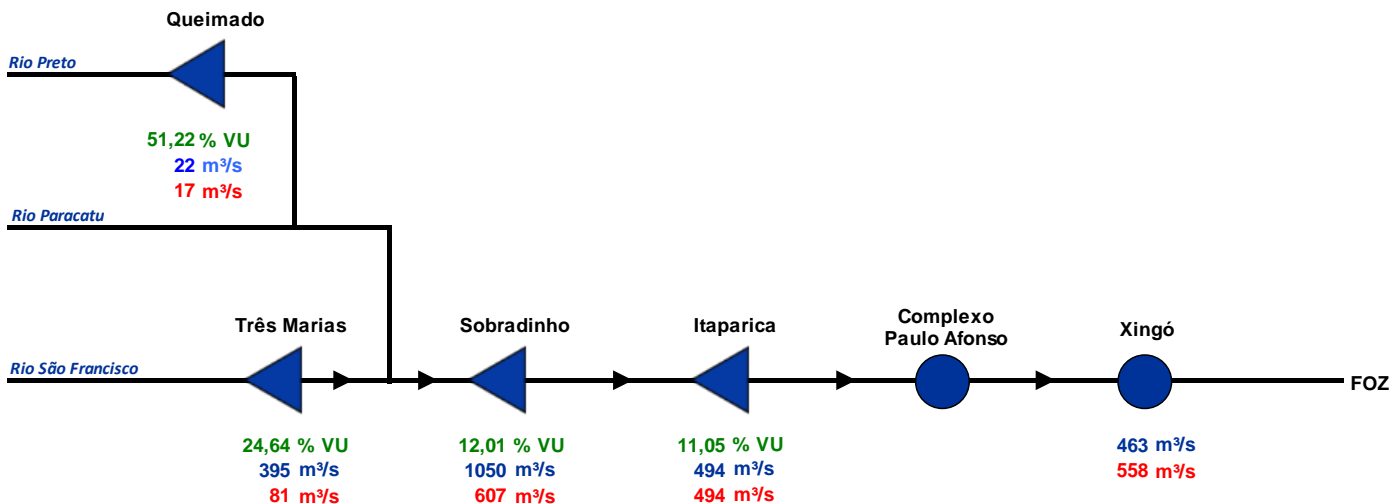 Queimado
Rio Preto
51,22 % VU
22 m³/s
17 m³/s
Rio Paracatu
Três Marias
Sobradinho
Itaparica
Complexo
Paulo Afonso
Xingó
Rio São Francisco
FOZ
24,64 % VU
395 m³/s
81 m³/s
12,01 % VU
1050 m³/s
607 m³/s
11,05 % VU
494 m³/s
494 m³/s
463 m³/s
558 m³/s